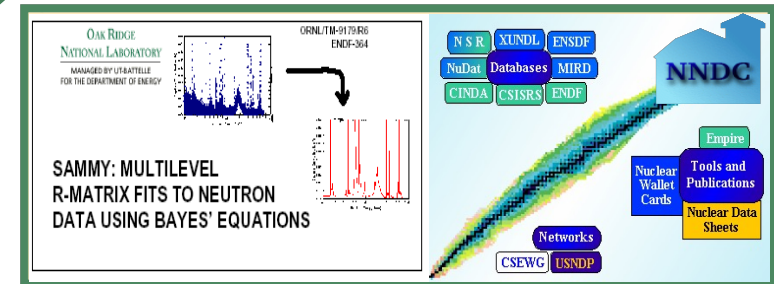 OAK RIDGE
NATIONAL LABORATORY
MANAGED BY UT-BATTELLE
FOR THE DEPARTMENT OF ENERGY
ORNL/TM-9179/R6
ENDF-364
SAMMY: MULTILEVEL
R-MATRIX FITS TO NEUTRON
DATA USING BAYES' EQUATIONS
N S R XUNDL ENSDF
NuDat Databases MIRD
CINDA CSISRS ENDF
NNDC
Empire
Nuclear
Wallet
Cards
Tools and
Publications
Nuclear Data
Sheets
Networks
CSEWG USNDP